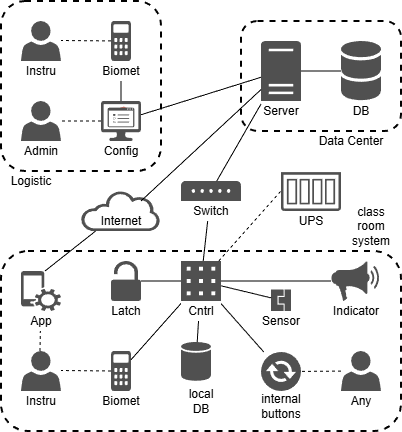 Instru
Biomet
Admin
Config
Logistic
Server
DB
Data Center
Internet
Switch
UPS
class
room
system
App
Latch
Cntrl
Sensor
Indicator
Instru
Biomet
local
DB
internal
buttons
Any